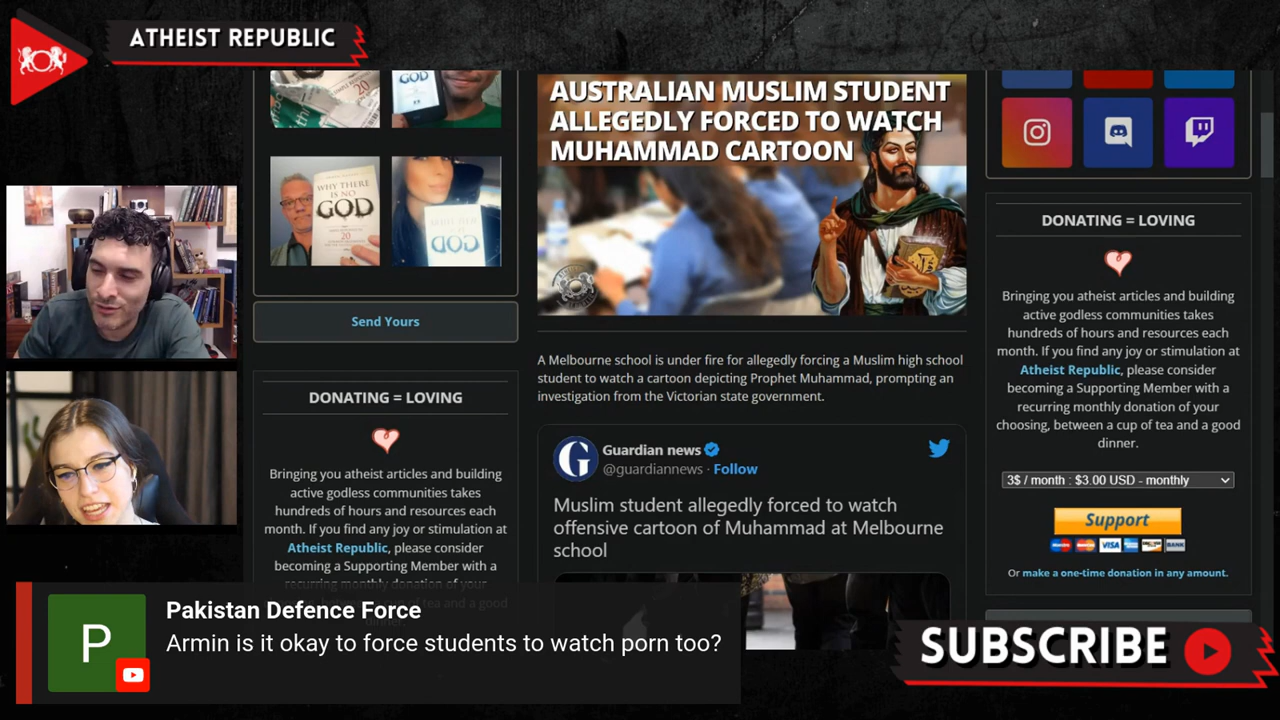 ATHEIST REPUBLIC
GOD
WHY THERE
IS NO
GOD
20
GOD
Send Yours
DONATING = LOVING
Bringing you atheist articles and building
active godless communities takes
hundreds of hours and resources each
month. If you find any joy or stimulation at
Atheist Republic, please consider
becoming a Supporting Member with a
recurring monthly donation of your
AUSTRALIAN MUSLIM STUDENT
ALLEGEDLY FORCED TO WATCH
MUHAMMAD CARTOON
A Melbourne school is under fire for allegedly forcing a Muslim high school
student to watch a cartoon depicting Prophet Muhammad, prompting an
investigation from the Victorian state government.
Guardian news
@guardiannews · Follow
Muslim student allegedly forced to watch
offensive cartoon of Muhammad at Melbourne
school
DONATING = LOVING
Bringing you atheist articles and building
active godless communities takes
hundreds of hours and resources each
month. If you find any joy or stimulation at
Atheist Republic, please consider
becoming a Supporting Member with a
recurring monthly donation of your
choosing, between a cup of tea and a good
dinner.
3$ / month : $3.00 USD - monthly
Support
VISA
BANK
Or make a one-time donation in any amount.
P
Pakistan Defence Force
Armin is it okay to force students to watch porn too?
SUBSCRIBE